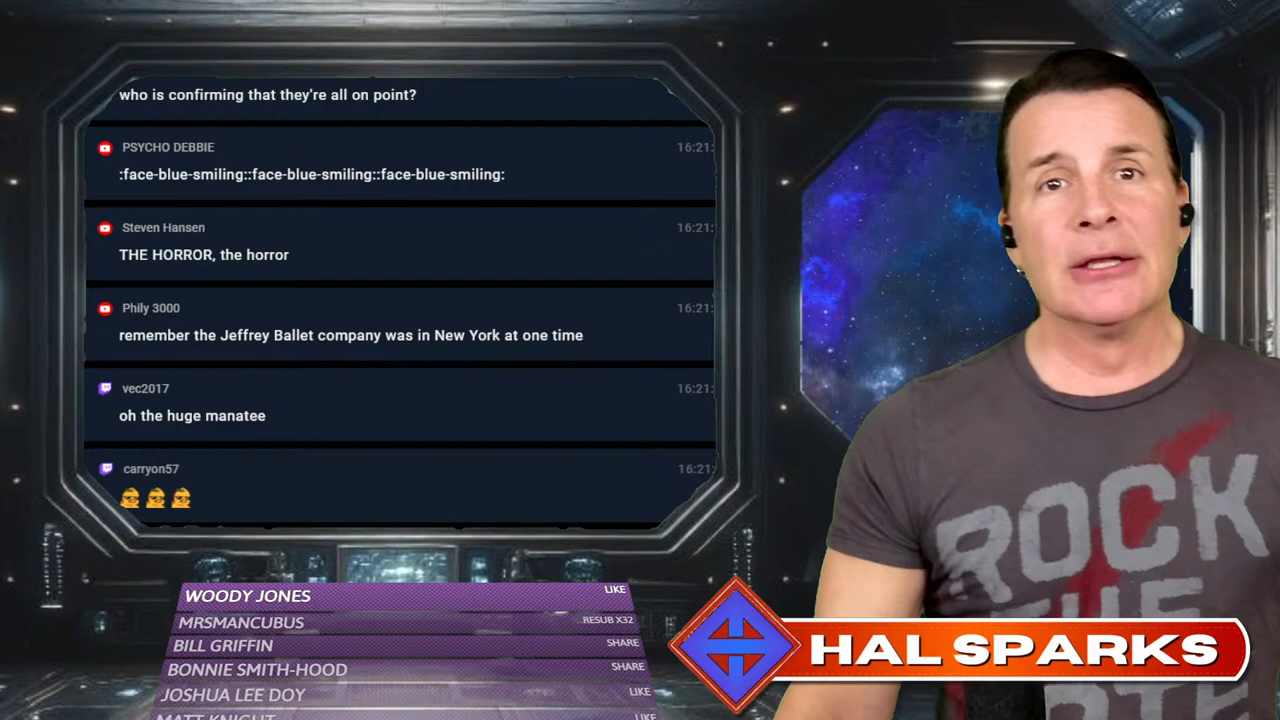 who is confirming that they're all on point?
PSYCHO DEBBIE 16:21:
:face-blue-smiling::face-blue-smiling::face-blue-smiling:
Steven Hansen 16:21:
THE HORROR, the horror
Phily 3000 16:21:
remember the Jeffrey Ballet company was in New York at one time
vec2017 16:21:
oh the huge manatee
carryon57 16:21:
WOODY JONES LIKE
MRSMANCUBUS RESUB X32
BILL GRIFFIN SHARE
BONNIE SMITH-HOOD SHARE
JOSHUA LEE DOY LIKE
MATT KNIGHT LIKE
HAL SPARKS
ROCK
THE